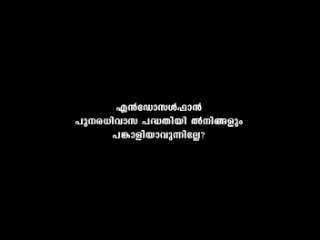 എൻഡോസൾഫാൻ
പുനരധിവാസ പദ്ധതിയി ൽനിങ്ങളും
പങ്കാളിയാവുന്നില്ലേ?